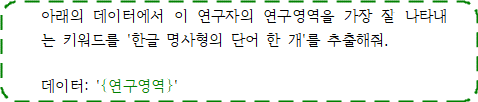 아래의 데이터에서 이 연구자의 연구영역을 가장 잘 나타내
는 키워드를 '한글 명사형의 단어 한 개'를 추출해줘.
데이터: '{연구영역}'